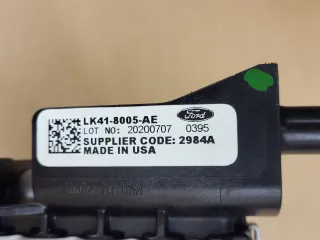 LK41-8005-AE
Ford
LOT NO: 20200707 0395
SUPPLIER CODE: 2984A
MADE IN USA